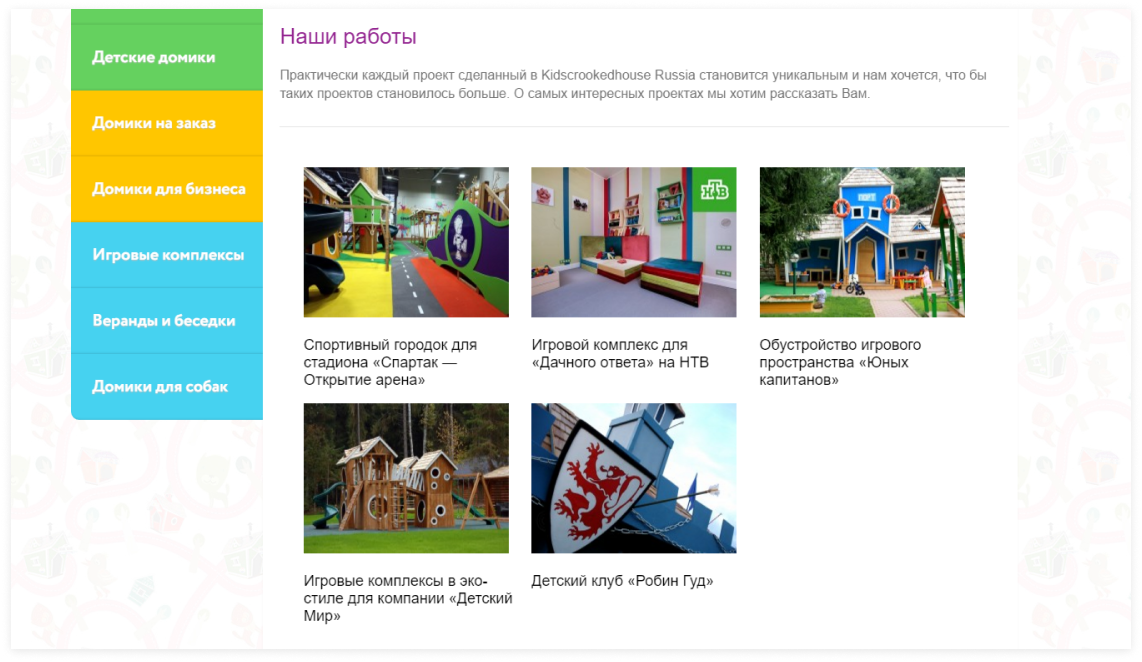 Детские домики
Домики на заказ
Домики для бизнеса
Игровые комплексы
Веранды и беседки
Домики для собак
Наши работы
Практически каждый проект сделанный в Kidscrookedhouse Russia становится уникальным и нам хочется, что бы
таких проектов становилось больше. О самых интересных проектах мы хотим рассказать Вам.
НТВ
ПОРТ
Спортивный городок для
стадиона «Спартак —
Открытие арена»
Игровой комплекс для
«Дачного ответа» на НТВ
Обустройство игрового
пространства «Юных
капитанов»
Игровые комплексы в эко-
стиле для компании «Детский
Мир»
Детский клуб «Робин Гуд»